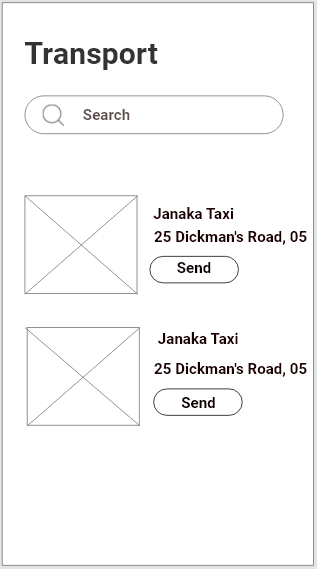 Transport
Search
Janaka Taxi
25 Dickman's Road, 05
Send
Janaka Taxi
25 Dickman's Road, 05
Send